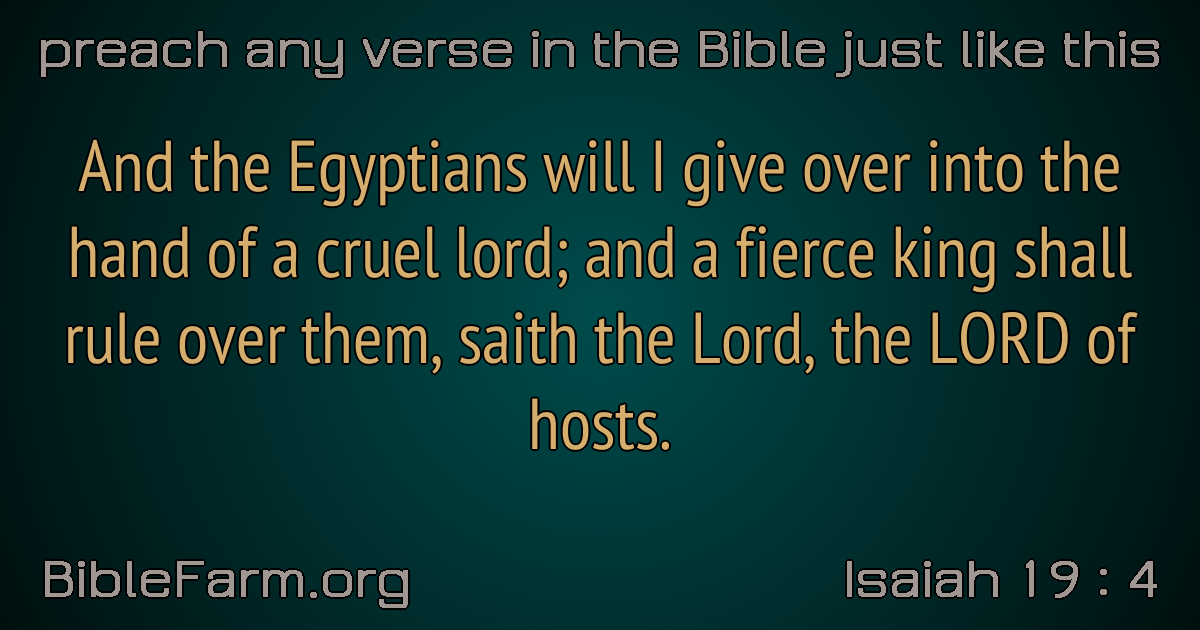 preach any verse in the Bible just like this
And the Egyptians will I give over into the
hand of a cruel lord; and a fierce king shall
rule over them, saith the Lord, the LORD of
hosts.
BibleFarm.org
Isaiah 19 : 4